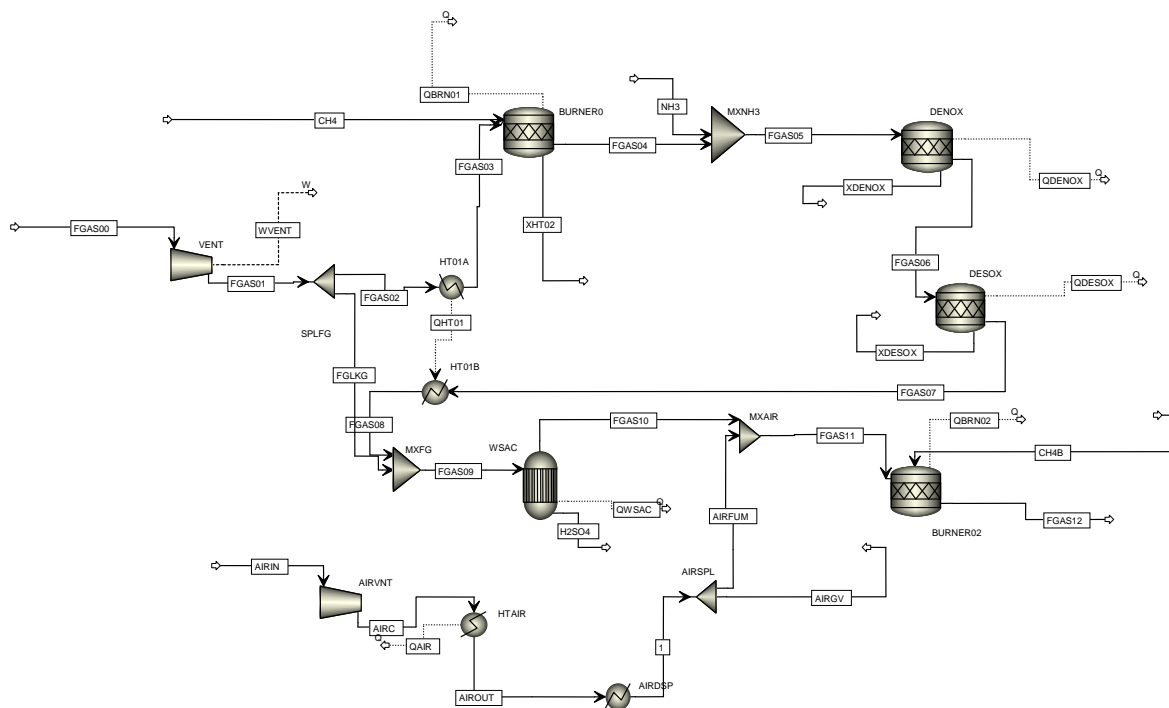 Q
QBRN01
BURNER0
CH4
NH3
MXNH3
DENOX
FGAS04
FGAS05
FGAS03
XDENOX
QDENOX
Q
W
WVENT
FGAS00
VENT
XHT02
FGAS01
HT01A
FGAS02
FGAS06
DESOX
Q
QDESOX
QHT01
SPLFG
XDESOX
FGLKG
HT01B
FGAS07
FGAS08
FGAS10
MXAIR
QBRN02
Q
WSAC
FGAS11
MXFG
FGAS09
CH4B
QWSAC
Q
AIRFUM
FGAS12
H2SO4
BURNER02
AIRIN
AIRVNT
AIRSPL
AIRGV
HTAIR
AIRC
Q
QAIR
1
AIROUT
AIRDSP